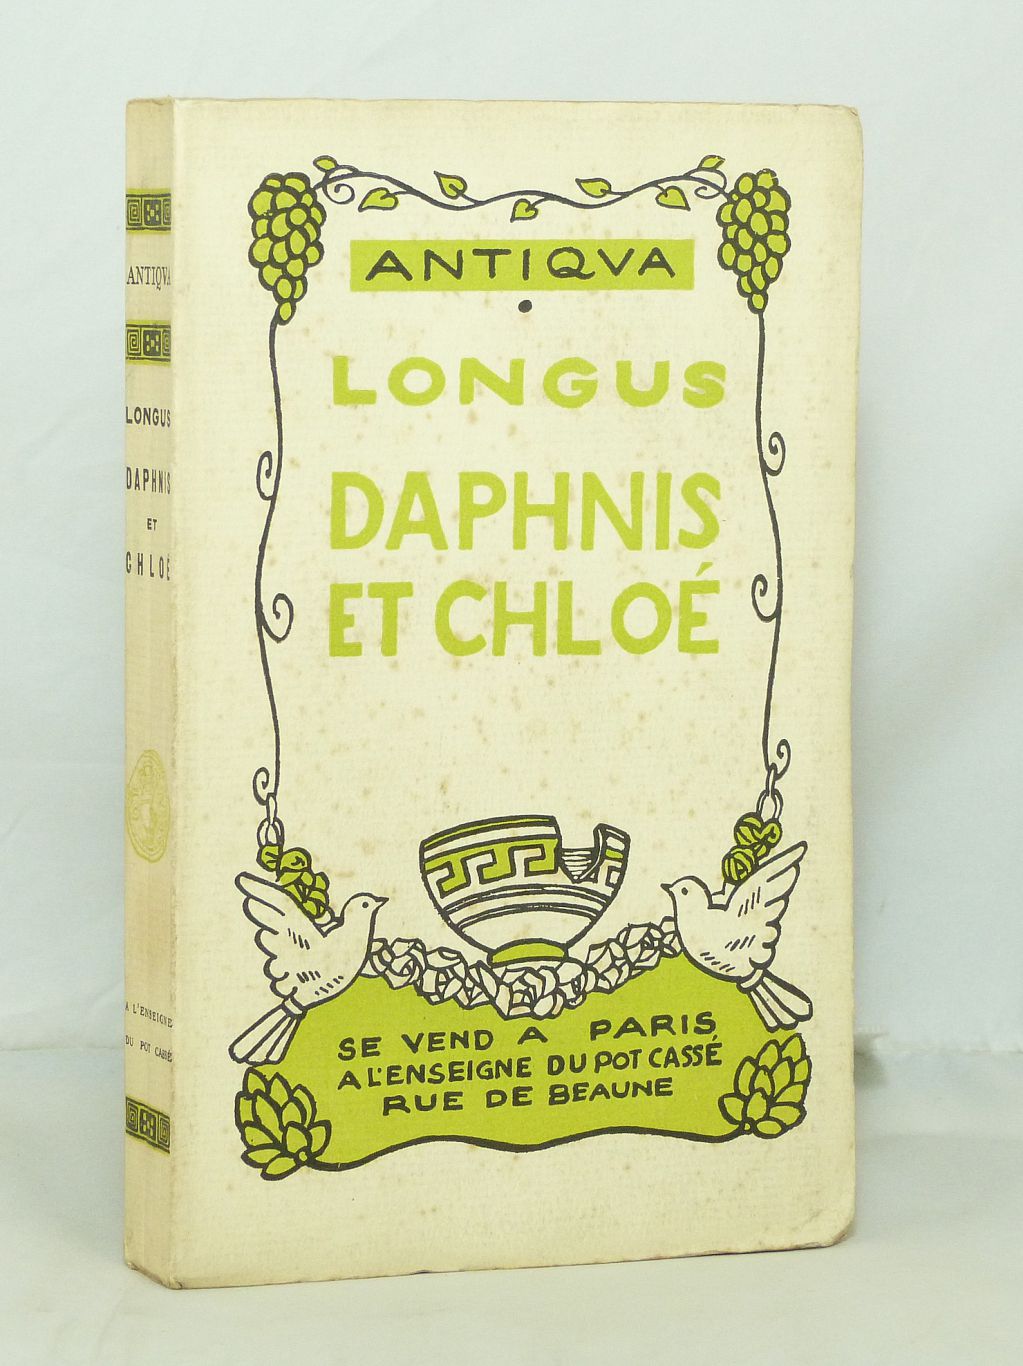 ANTIQVA
LONGUS
DAPHNIS
ET
CHLOÉ
A L'ENSEIGNE
DU POT CASSÉ
ANTIQVA
LONGUS
DAPHNIS
ET CHLOÉ
SE VEND A PARIS
A L'ENSEIGNE DU POT CASSÉ
RUE DE BEAUNE